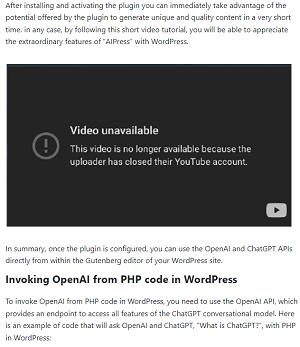 After installing and activating the plugin you can immediately take advantage of the
potential offered by the plugin to generate unique and quality content in a very short
time. in any case, by following this short video tutorial, you will be able to appreciate
the extraordinary features of "AIPress" with WordPress.
Video unavailable
This video is no longer available because the
uploader has closed their YouTube account.
In summary, once the plugin is configured, you can use the OpenAI and ChatGPT APIs
directly from within the Gutenberg editor of your WordPress site.
Invoking OpenAI from PHP code in WordPress
To invoke OpenAI from PHP code in WordPress, you need to use the OpenAI API, which
provides an endpoint to access all features of the ChatGPT conversational model. Here
is an example of code that will ask OpenAI and ChatGPT, "What is ChatGPT?", with PHP
in WordPress: